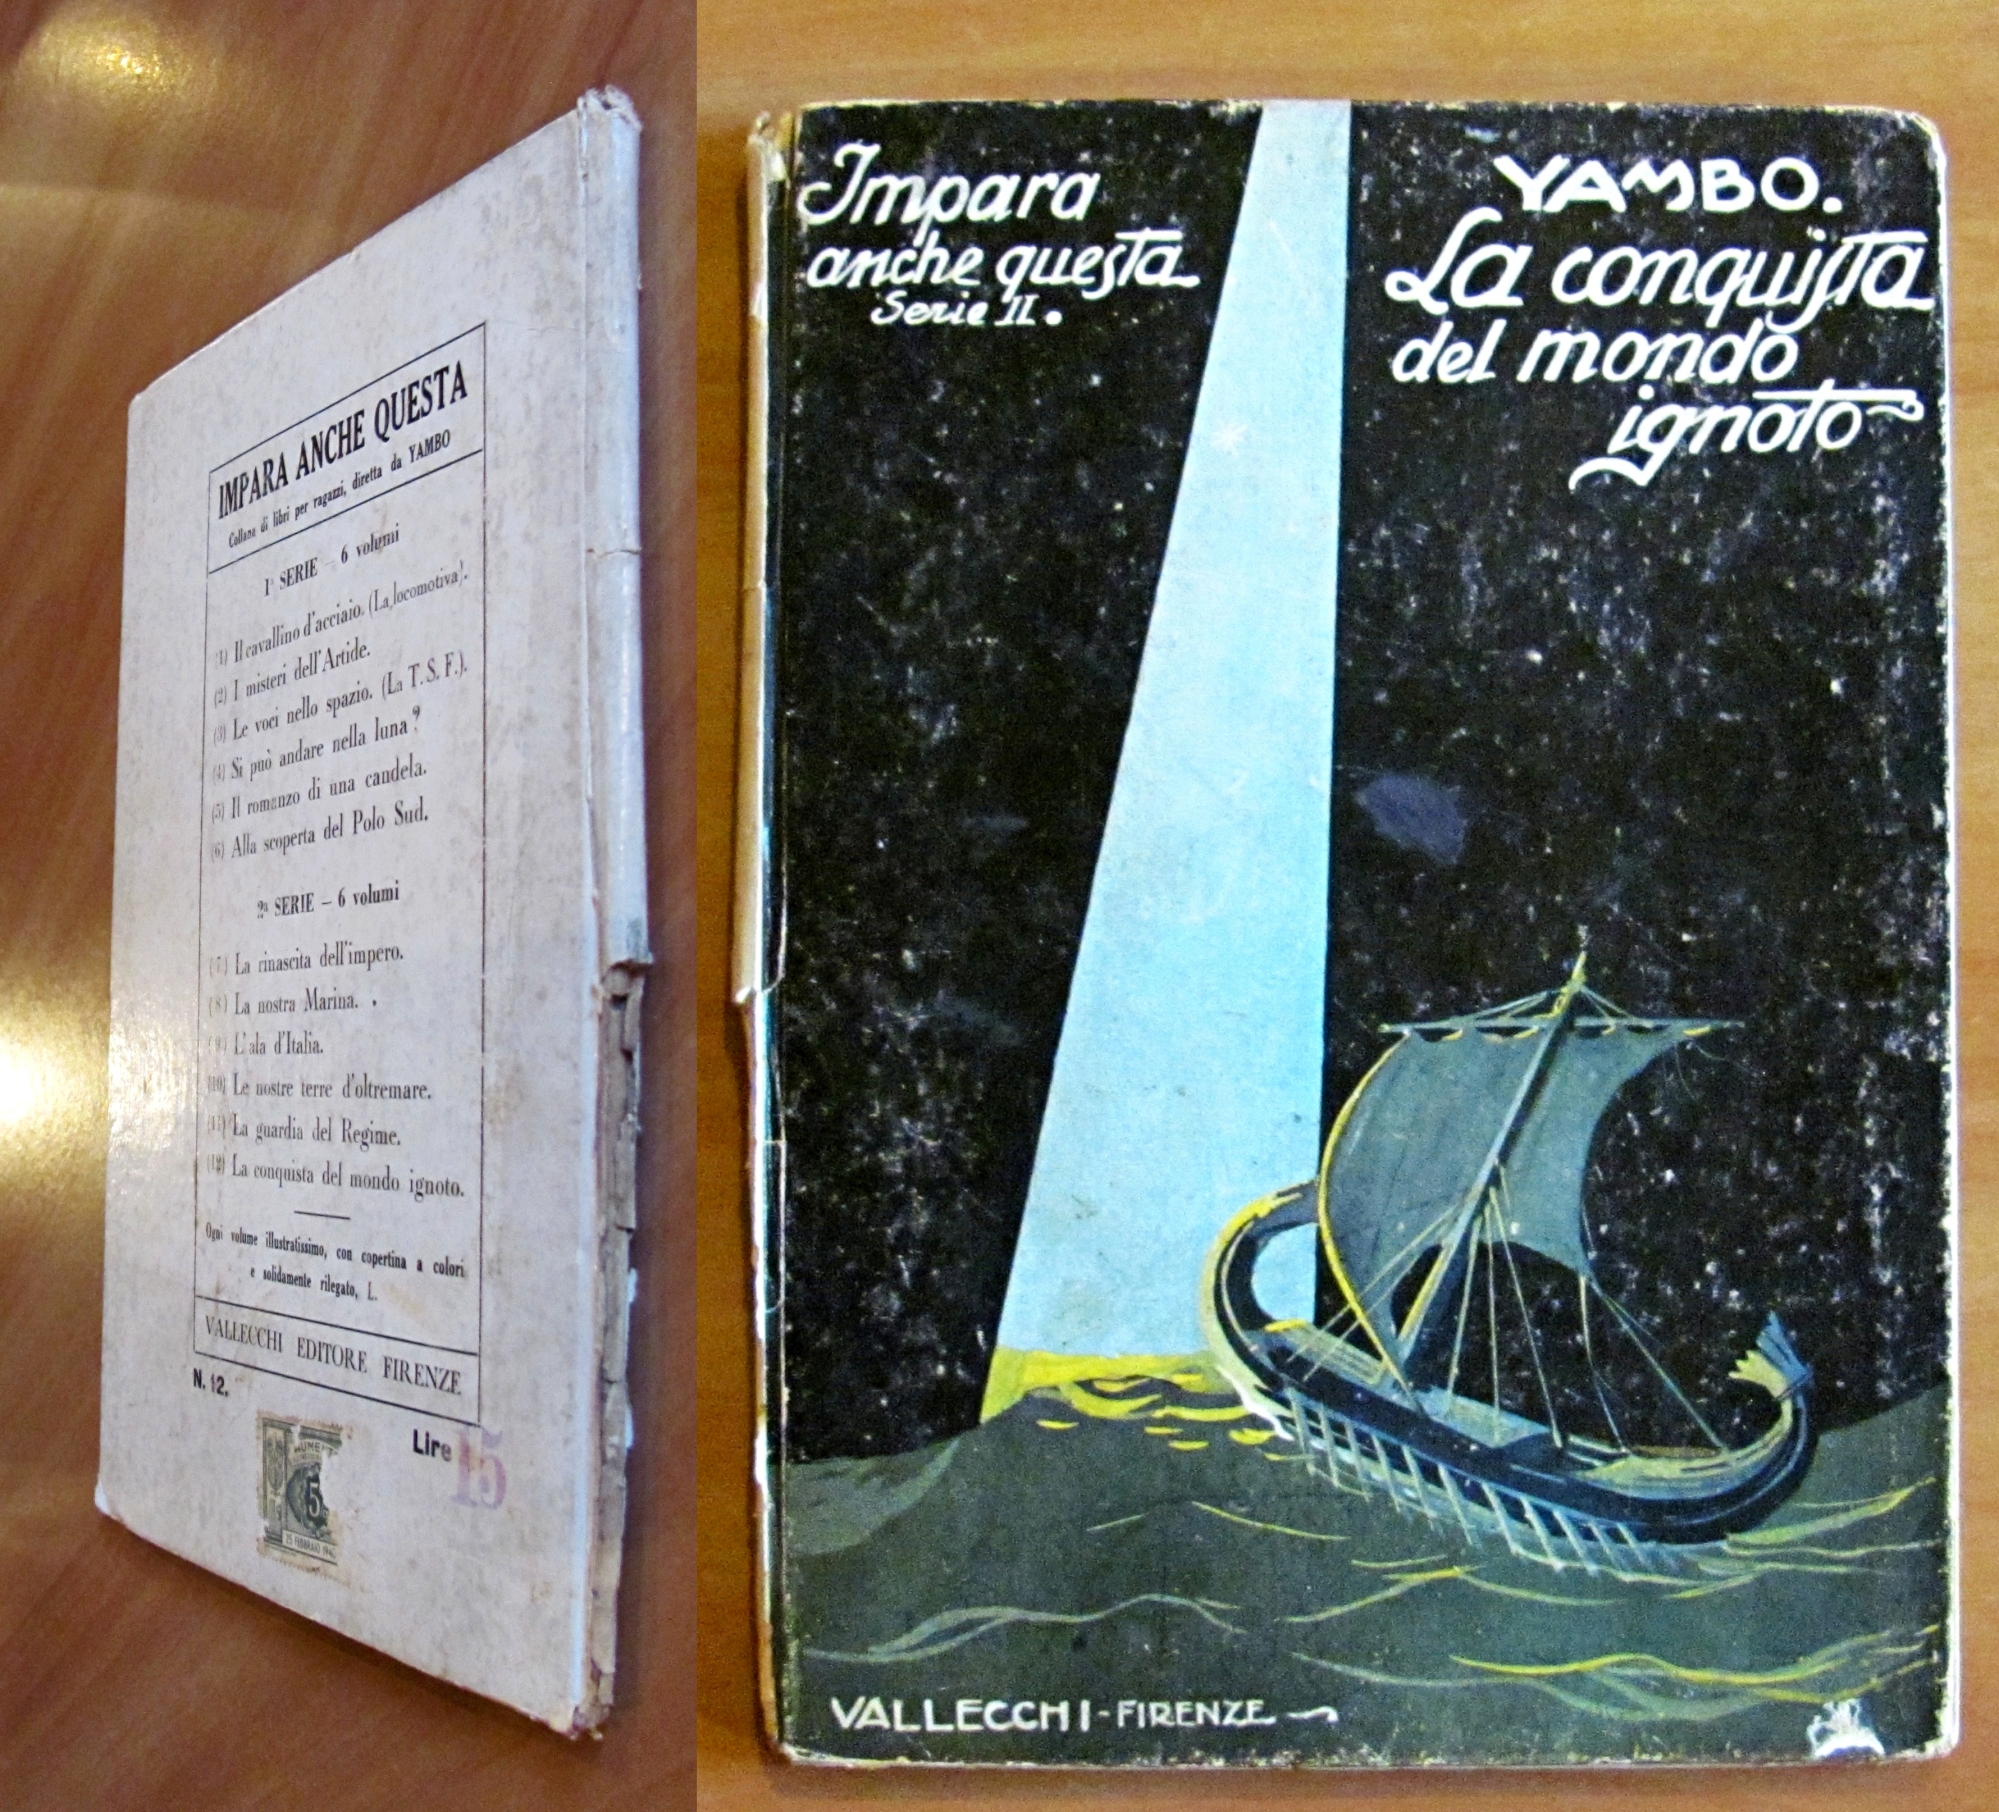 IMPARA ANCHE QUESTA
Collana di libri per ragazzi, diretta da YAMBO
1ª SERIE – 6 volumi
(1) Il cavallino d'acciaio. (La locomotiva).
(2) I misteri dell'Artide.
(3) Le voci nello spazio. (La T. S. F.).
(4) Si può andare nella luna?
(5) Il romanzo di una candela.
(6) Alla scoperta del Polo Sud.
2ª SERIE – 6 volumi
(7) La rinascita dell'impero.
(8) La nostra Marina.
(9) L'ala d'Italia.
(10) Le nostre terre d'oltremare.
(11) La guardia del Regime.
(12) La conquista del mondo ignoto.
Ogni volume illustratissimo, con copertina a colori
e solidamente rilegato, L.
VALLECCHI EDITORE FIRENZE
N. 12.
Lire 15
5
25 FEBBRAIO
Impara
anche questa
Serie II.
YAMBO.
La conquista
del mondo
ignoto
VALLECCHI - FIRENZE